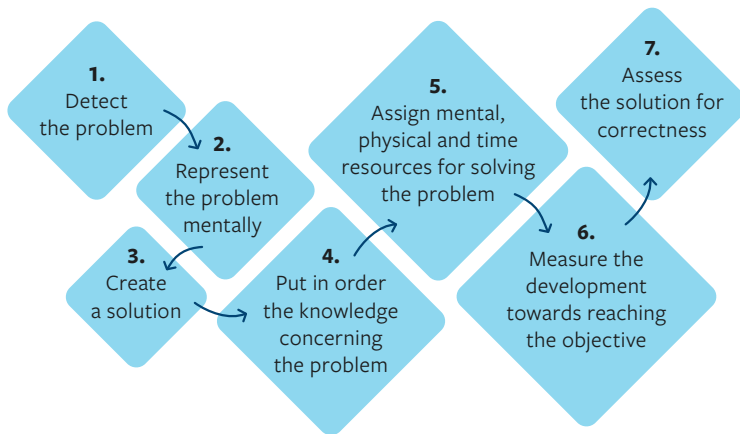 1.
Detect
the problem
2.
Represent
the problem
mentally
3.
Create
a solution
4.
Put in order
the knowledge
concerning
the problem
5.
Assign mental,
physical and time
resources for solving
the problem
6.
Measure the
development
towards reaching
the objective
7.
Assess
the solution for
correctness